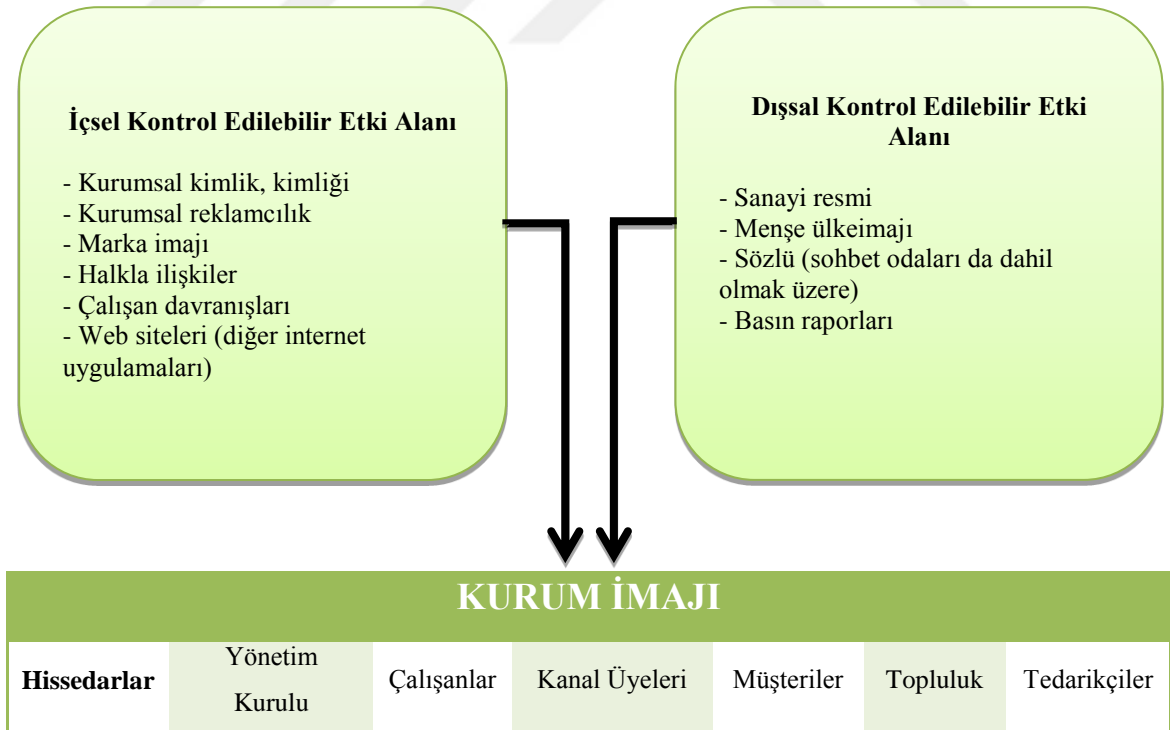 İçsel Kontrol Edilebilir Etki Alanı
- Kurumsal kimlik, kimliği
- Kurumsal reklamcılık
- Marka imajı
- Halkla ilişkiler
- Çalışan davranışları
- Web siteleri (diğer internet
uygulamaları)
Dışsal Kontrol Edilebilir Etki
Alanı
- Sanayi resmi
- Menşe ülkeimajı
- Sözlü (sohbet odaları da dahil
olmak üzere)
- Basın raporları
KURUM İMAJI
Hissedarlar
Yönetim
Kurulu
Çalışanlar
Kanal Üyeleri
Müşteriler
Topluluk
Tedarikçiler